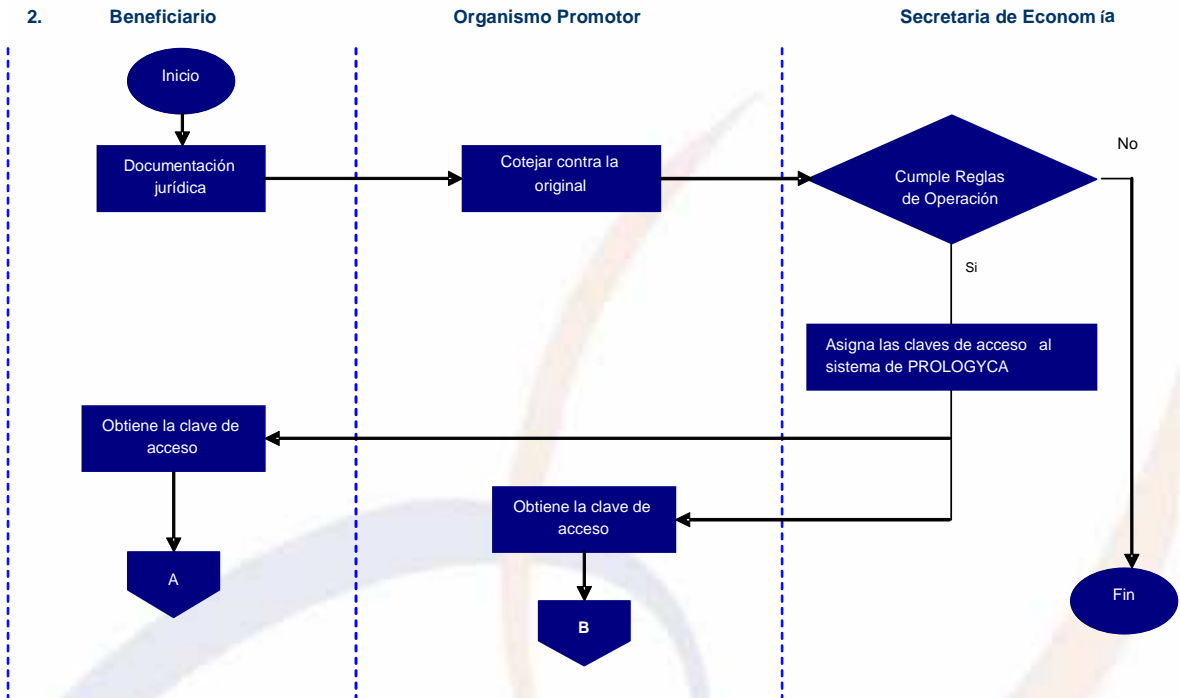 2. Beneficiario Organismo Promotor Secretaria de Economía
Inicio
Documentación
jurídica
Cotejar contra la
original
Cumple Reglas
de Operación
No
Si
Asigna las claves de acceso al
sistema de PROLOGYCA
Obtiene la clave de
acceso
Obtiene la clave de
acceso
A
B
Fin